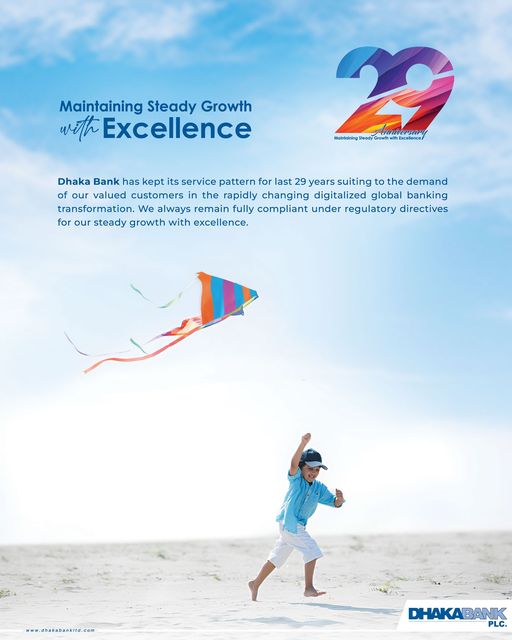 Maintaining Steady Growth
with Excellence
29
Anniversary
Maintaining Steady Growth with Excellence
Dhaka Bank has kept its service pattern for last 29 years suiting to the demand
of our valued customers in the rapidly changing digitalized global banking
transformation. We always remain fully compliant under regulatory directives
for our steady growth with excellence.
www.dhakabankltd.com
DHAKABANK
PLC.